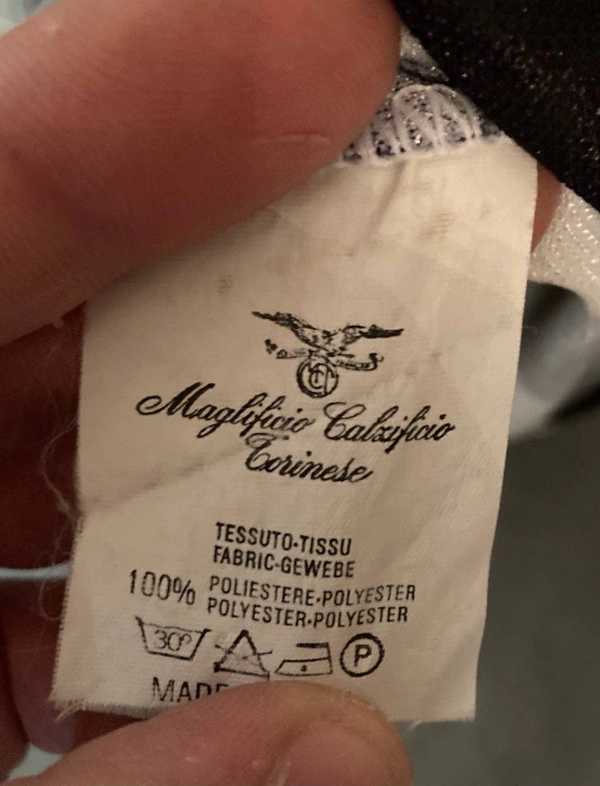 Maglificio Calzificio
Torinese
TESSUTO·TISSU
FABRIC·GEWEBE
100% POLIESTERE·POLYESTER
POLYESTER·POLYESTER
30° P